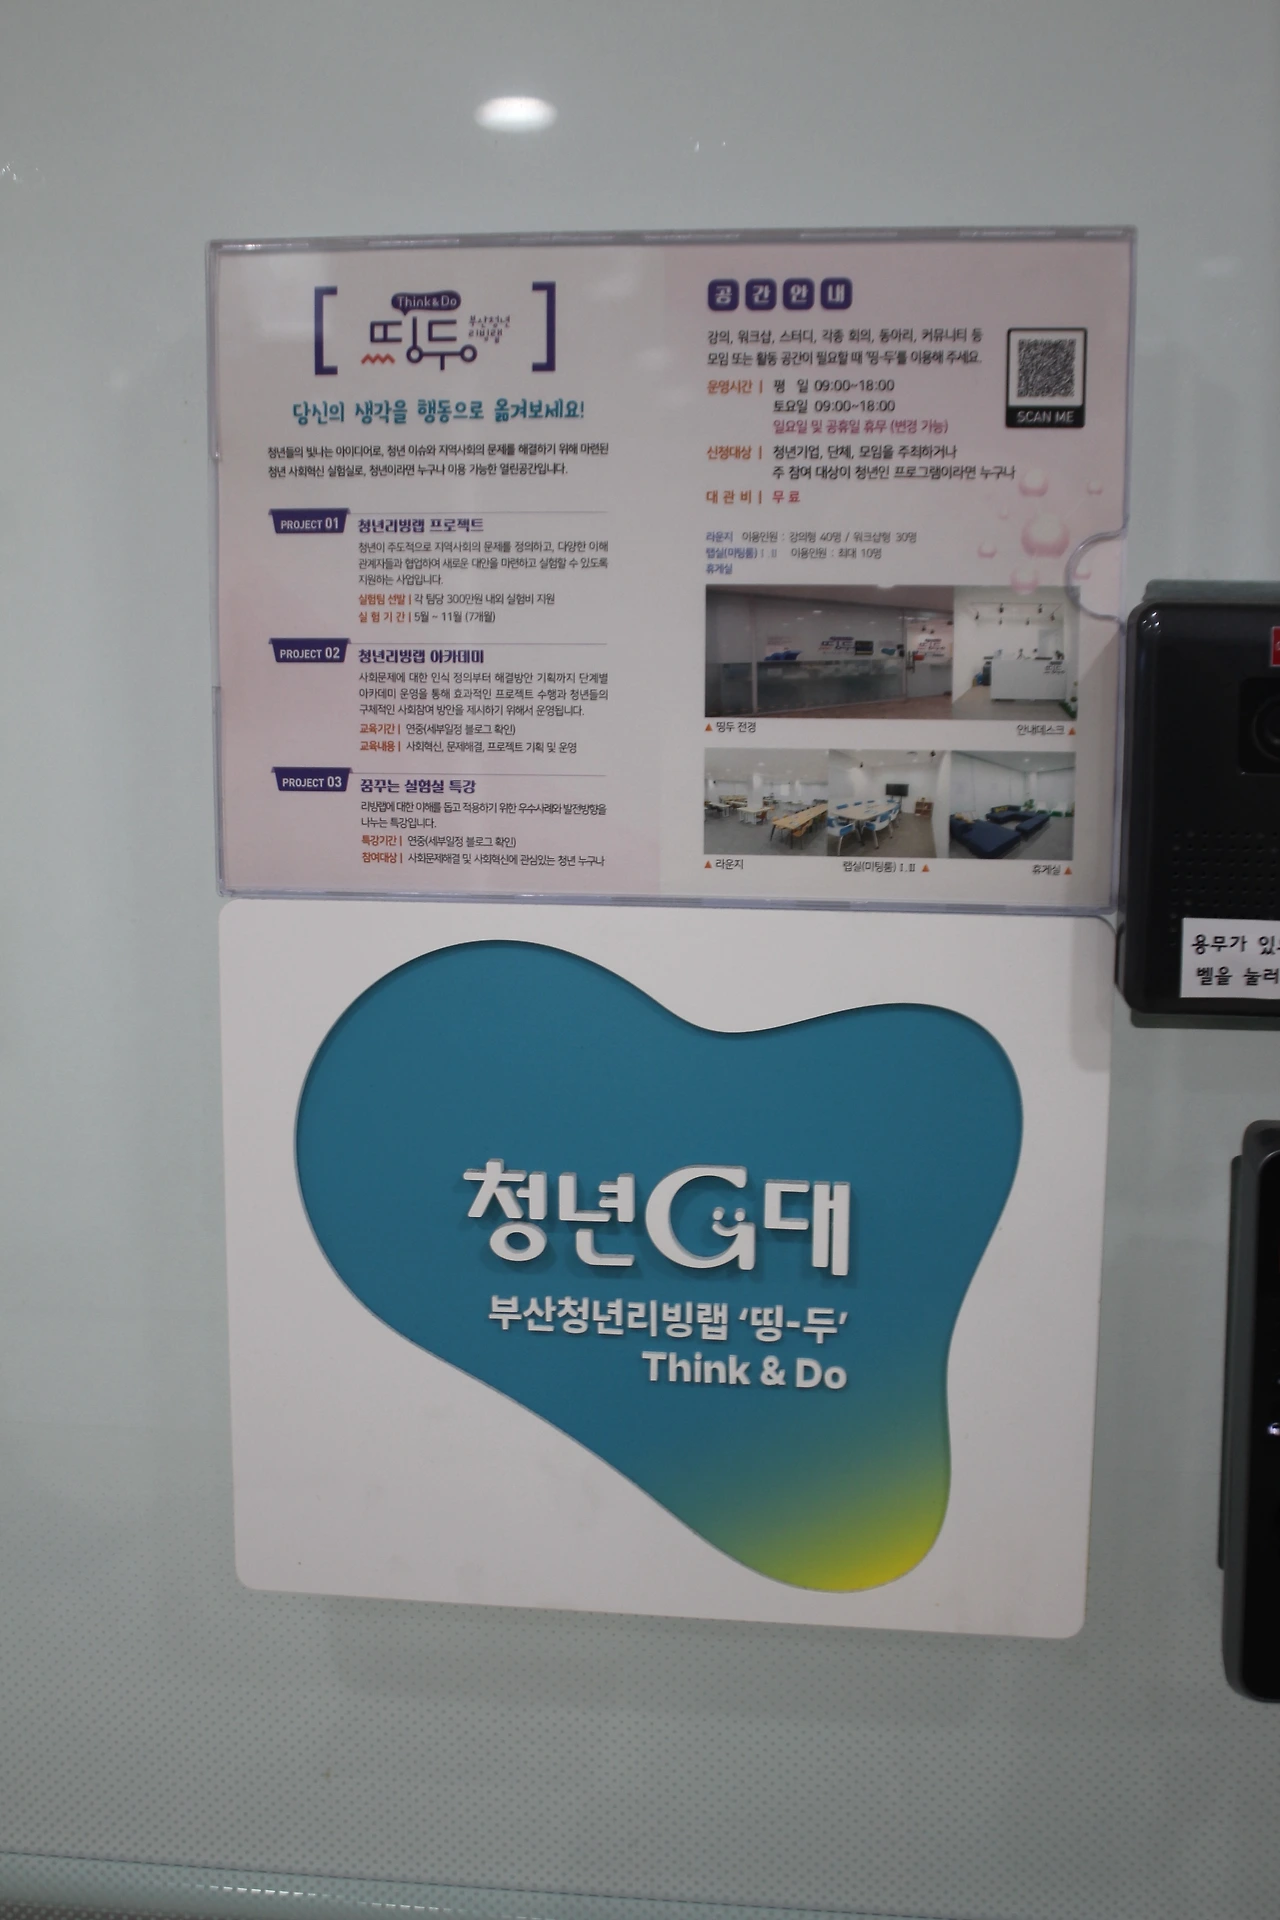 Think&Do
띵두
부산청년
리빙랩
당신의 생각을 행동으로 옮겨보세요!
청년들의 빛나는 아이디어로, 청년 이슈와 지역사회의 문제를 해결하기 위해 마련된
청년 사회혁신 실험실로, 청년이라면 누구나 이용 가능한 열린공간입니다.
PROJECT 01 청년리빙랩 프로젝트
청년이 주도적으로 지역사회의 문제를 정의하고, 다양한 이해
관계자들과 협업하여 새로운 대안을 마련하고 실험할 수 있도록
지원하는 사업입니다.
실험팀 선발 | 각 팀당 300만원 내외 실험비 지원
실 험 기 간 | 5월 ~ 11월 (7개월)
PROJECT 02 청년리빙랩 아카데미
사회문제에 대한 인식 정의부터 해결방안 기획까지 단계별
아카데미 운영을 통해 효과적인 프로젝트 수행과 청년들의
구체적인 사회참여 방안을 제시하기 위해서 운영됩니다.
교육기간 | 연중(세부일정 블로그 확인)
교육내용 | 사회혁신, 문제해결, 프로젝트 기획 및 운영
PROJECT 03 꿈꾸는 실험실 특강
리빙랩에 대한 이해를 돕고 적용하기 위한 우수사례와 발전방향을
나누는 특강입니다.
특강기간 | 연중(세부일정 블로그 확인)
참여대상 | 사회문제해결 및 사회혁신에 관심있는 청년 누구나
공간안내
강의, 워크샵, 스터디, 각종 회의, 동아리, 커뮤니티 등
모임 또는 활동 공간이 필요할 때 '띵-두'를 이용해 주세요.
SCAN ME
운영시간 | 평 일 09:00~18:00
토요일 09:00~18:00
일요일 및 공휴일 휴무 (변경 가능)
신청대상 | 청년기업, 단체, 모임을 주최하거나
주 참여 대상이 청년인 프로그램이라면 누구나
대 관 비 | 무료
라운지 이용인원 : 강의형 40명 / 워크샵형 30명
랩실(미팅룸) I . II 이용인원 : 최대 10명
휴게실
▲ 띵두 전경 안내데스크 ▲
▲ 라운지 랩실(미팅룸) I . II ▲ 휴게실 ▲
용무가 있
벨을 눌러
청년G대
부산청년리빙랩 '띵-두'
Think & Do